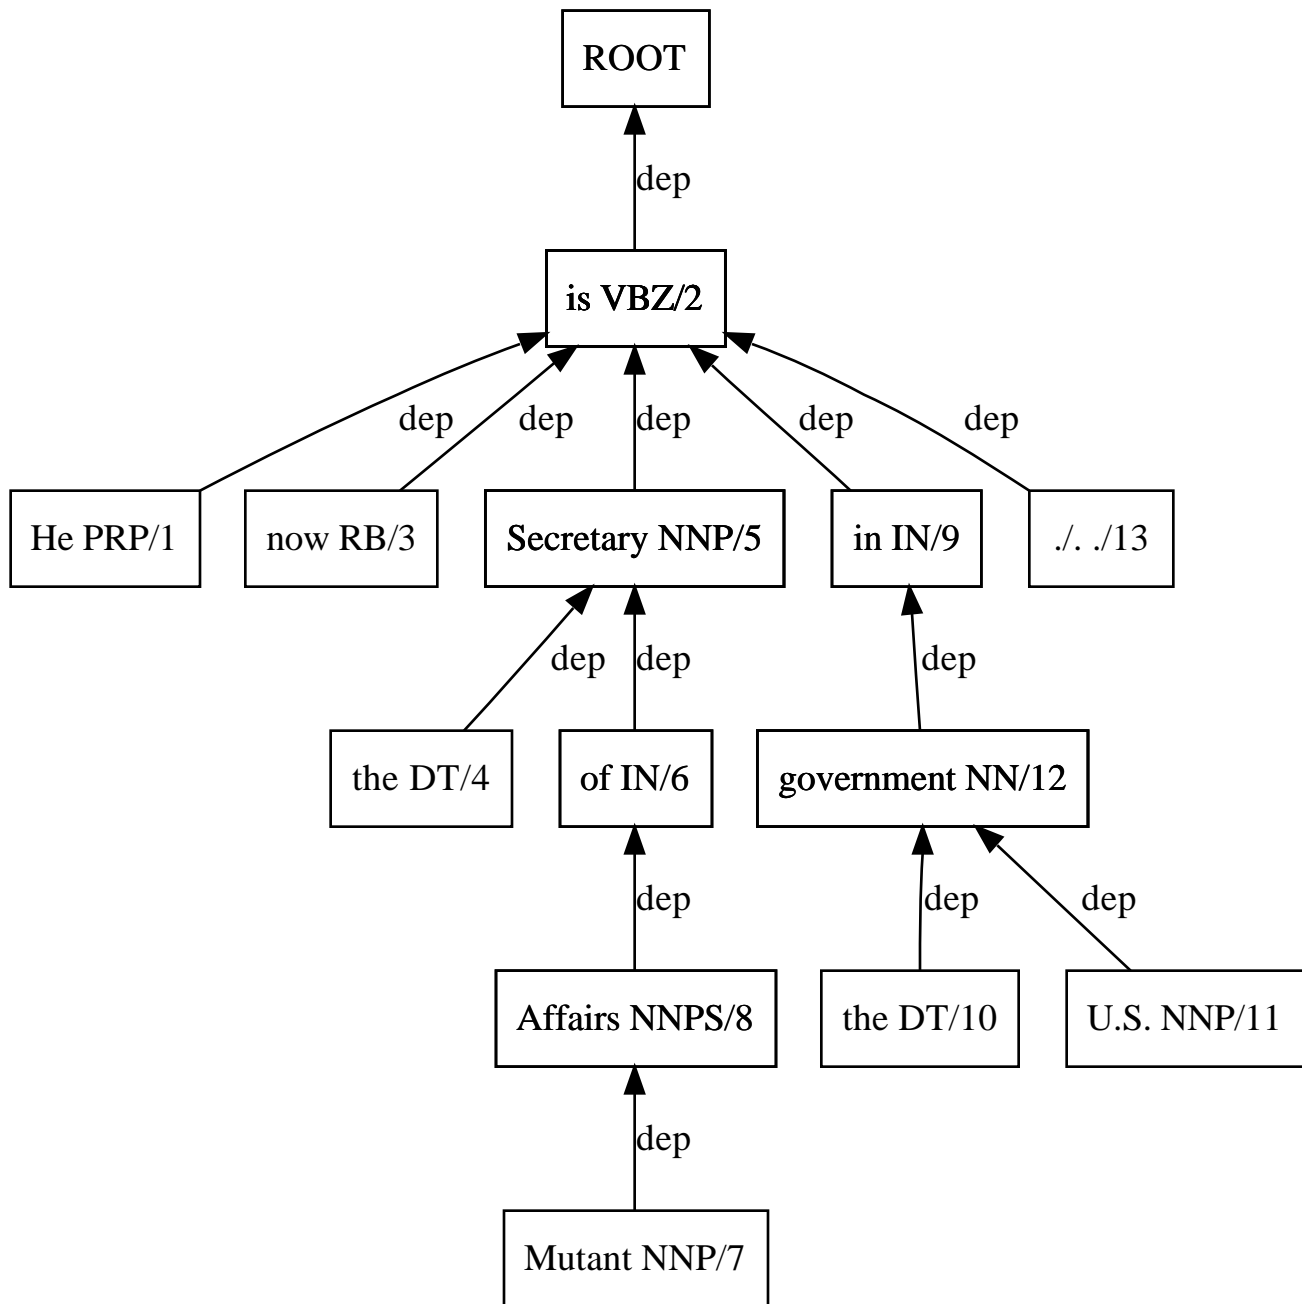 ROOT
dep
is VBZ/2
dep dep dep dep dep
He PRP/1 now RB/3 Secretary NNP/5 in IN/9 ./. ./13
dep dep dep
the DT/4 of IN/6 government NN/12
dep dep dep
Affairs NNPS/8 the DT/10 U.S. NNP/11
dep
Mutant NNP/7